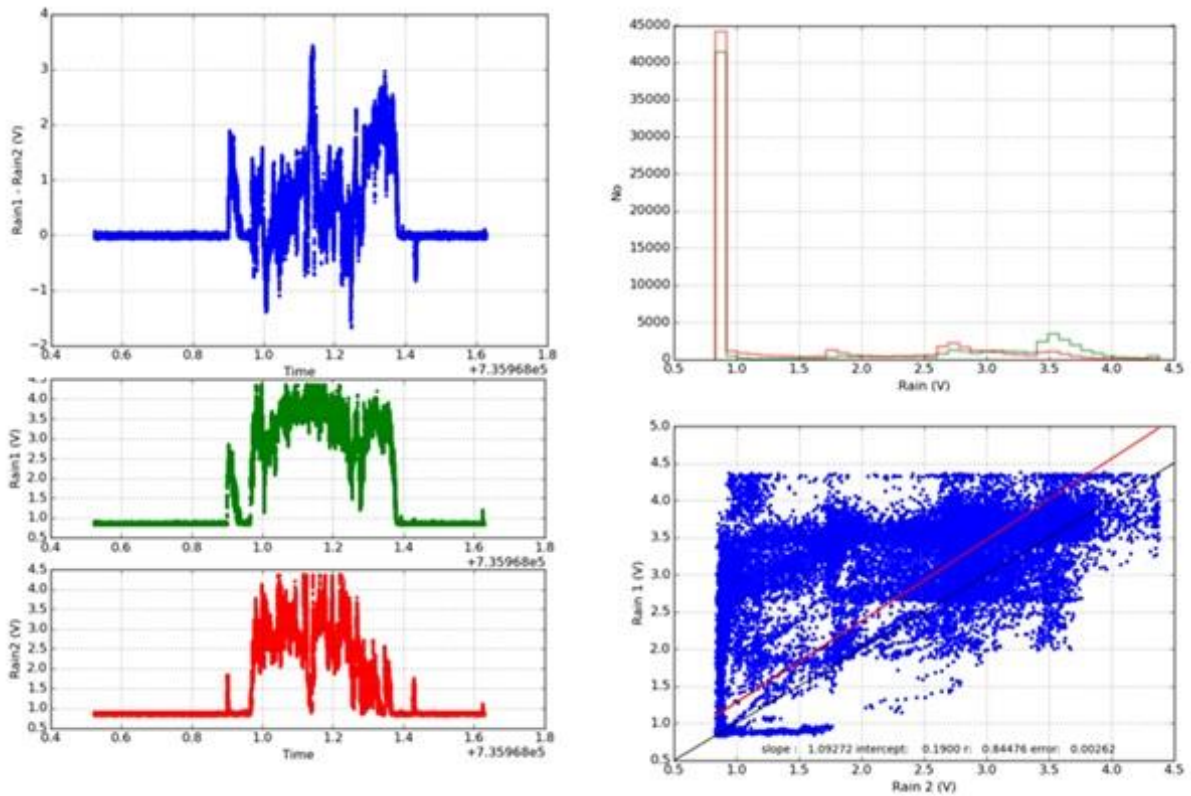 Rain1 - Rain2 (V)
4
3
2
1
0
−1
−2
0.4 0.6 0.8 1.0 1.2 1.4 1.6 1.8
Time
+7.35968e5
Rain1 (V)
4.5
4.0
3.5
3.0
2.5
2.0
1.5
1.0
0.5
0.4 0.6 0.8 1.0 1.2 1.4 1.6 1.8
+7.35968e5
Rain2 (V)
4.5
4.0
3.5
3.0
2.5
2.0
1.5
1.0
0.5
0.4 0.6 0.8 1.0 1.2 1.4 1.6 1.8
Time
+7.35968e5
No
45000
40000
35000
30000
25000
20000
15000
10000
5000
0
0.5 1.0 1.5 2.0 2.5 3.0 3.5 4.0 4.5
Rain (V)
Rain 1 (V)
5.0
4.5
4.0
3.5
3.0
2.5
2.0
1.5
1.0
0.5
slope : 1.09272 intercept: 0.1900 r: 0.84476 error: 0.00262
0.5 1.0 1.5 2.0 2.5 3.0 3.5 4.0 4.5
Rain 2 (V)